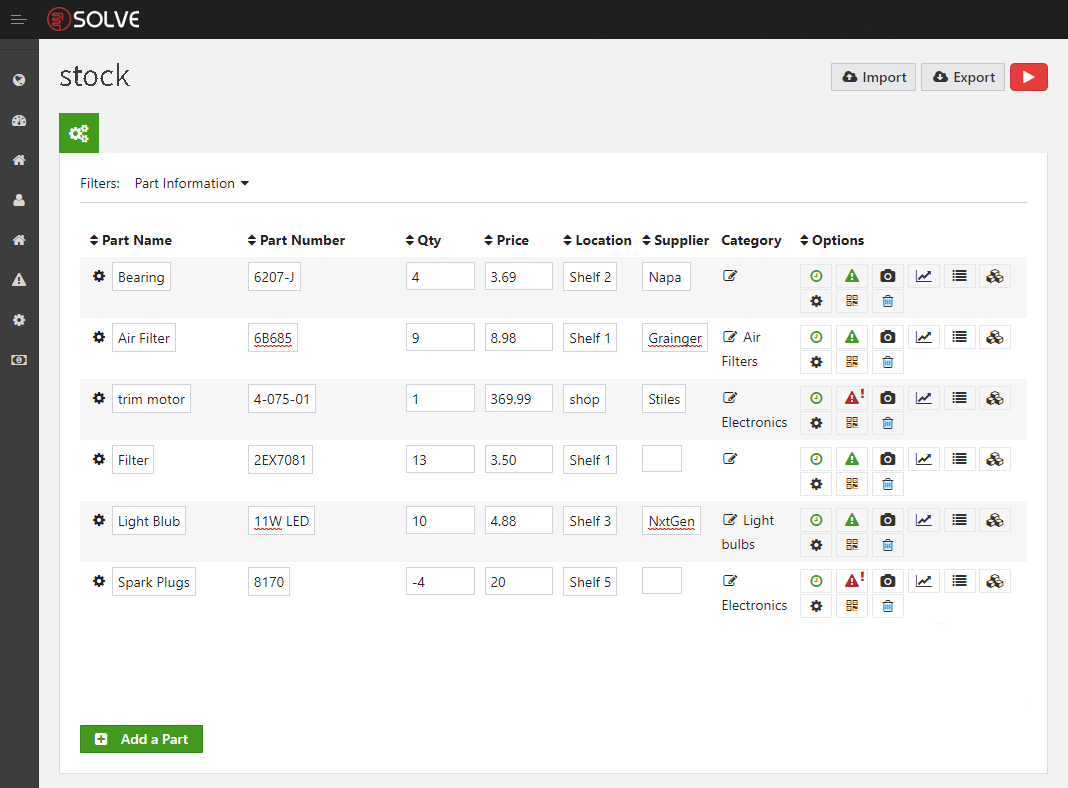 SOLVE
stock
Import Export
Filters: Part Information
Part Name Part Number Qty Price Location Supplier Category Options
Bearing 6207-J 4 3.69 Shelf 2 Napa
Air Filter 6B685 9 8.98 Shelf 1 Grainger Air
Filters
trim motor 4-075-01 1 369.99 shop Stiles
Electronics
Filter 2EX7081 13 3.50 Shelf 1
Light Blub 11W LED 10 4.88 Shelf 3 NxtGen Light
bulbs
Spark Plugs 8170 -4 20 Shelf 5
Electronics
Add a Part